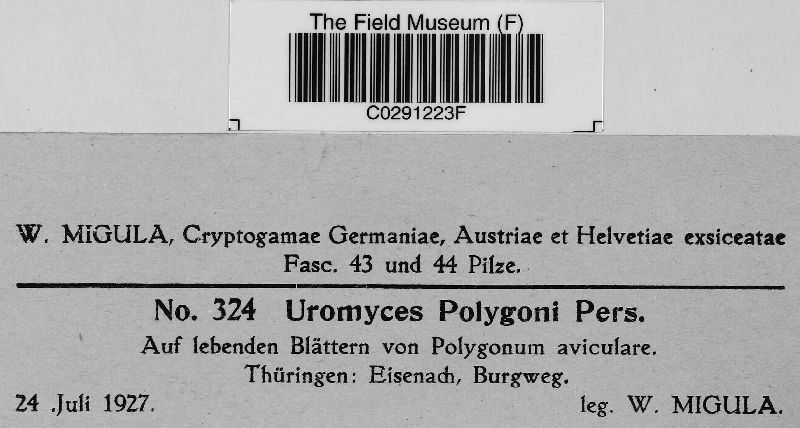 The Field Museum (F)
C0291223F
W. MIGULA, Cryptogamae Germaniae, Austriae et Helvetiae exsiceatae
Fasc. 43 und 44 Pilze.
No. 324 Uromyces Polygoni Pers.
Auf lebenden Blättern von Polygonum aviculare.
Thüringen: Eisenach, Burgweg.
24 .Juli 1927. leg. W. MIGULA.